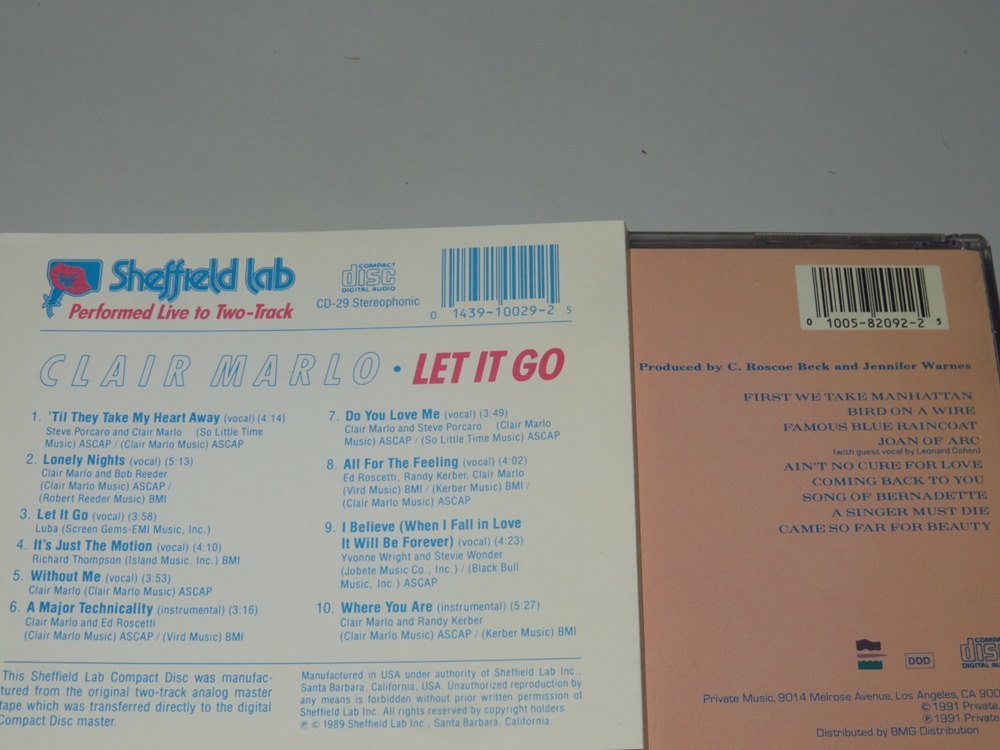 Sheffield Lab
Performed Live to Two-Track
COMPACT
disc
DIGITAL AUDIO
CD-29 Stereophonic
0 1439-10029-2 5
CLAIR MARLO • LET IT GO
1. 'Til They Take My Heart Away (vocal) (4:14)
Steve Porcaro and Clair Marlo (So Little Time
Music) ASCAP / (Clair Marlo Music) ASCAP
2. Lonely Nights (vocal) (5:13)
Clair Marlo and Bob Reeder
(Clair Marlo Music) ASCAP /
(Robert Reeder Music) BMI
3. Let It Go (vocal) (3:58)
Luba (Screen Gems-EMI Music, Inc.)
4. It's Just The Motion (vocal) (4:10)
Richard Thompson (Island Music, Inc.) BMI
5. Without Me (vocal) (3:53)
Clair Marlo (Clair Marlo Music) ASCAP
6. A Major Technicality (instrumental) (3:16)
Clair Marlo and Ed Roscetti
(Clair Marlo Music) ASCAP / (Vird Music) BMI
7. Do You Love Me (vocal) (3:49)
Clair Marlo and Steve Porcaro (Clair Marlo
Music) ASCAP / (So Little Time Music) ASCAP
8. All For The Feeling (vocal) (4:02)
Ed Roscetti, Randy Kerber, Clair Marlo
(Vird Music) BMI / (Kerber Music) BMI /
(Clair Marlo Music) ASCAP
9. I Believe (When I Fall in Love
It Will Be Forever) (vocal) (4:23)
Yvonne Wright and Stevie Wonder
(Jobete Music Co., Inc.) / (Black Bull
Music, Inc.) ASCAP
10. Where You Are (instrumental) (5:27)
Clair Marlo and Randy Kerber
(Clair Marlo Music) ASCAP / (Kerber Music) BMI
This Sheffield Lab Compact Disc was manufac-
tured from the original two-track analog master
tape which was transferred directly to the digital
Compact Disc master.
Manufactured in USA under authority of Sheffield Lab Inc.,
Santa Barbara, California, USA. Unauthorized reproduction by
any means is forbidden without prior written permission of
Sheffield Lab Inc. All rights reserved by copyright holders.
℗ © 1989 Sheffield Lab Inc., Santa Barbara, California.
0 1005-82092-2 5
Produced by C. Roscoe Beck and Jennifer Warnes
FIRST WE TAKE MANHATTAN
BIRD ON A WIRE
FAMOUS BLUE RAINCOAT
JOAN OF ARC
(with guest vocal by Leonard Cohen)
AIN'T NO CURE FOR LOVE
COMING BACK TO YOU
SONG OF BERNADETTE
A SINGER MUST DIE
CAME SO FAR FOR BEAUTY
DDD
COMPAC
disc
DIGITAL AUDI
Private Music, 9014 Melrose Avenue, Los Angeles, CA 900
© 1991 Private
℗ 1991 Private
Distributed by BMG Distribution